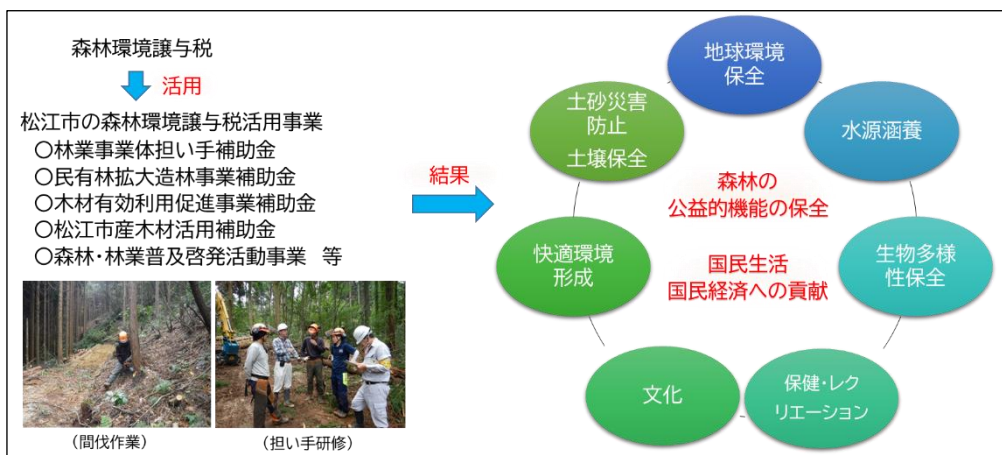 森林環境譲与税
活用
松江市の森林環境譲与税活用事業
〇林業事業体担い手補助金
〇民有林拡大造林事業補助金
〇木材有効利用促進事業補助金
〇松江市産木材活用補助金
〇森林・林業普及啓発活動事業 等
(間伐作業)
(担い手研修)
結果
地球環境
保全
水源涵養
生物多様
性保全
保健・レク
リエーション
文化
快適環境
形成
土砂災害
防止
土壌保全
森林の
公益的機能の保全
国民生活
国民経済への貢献